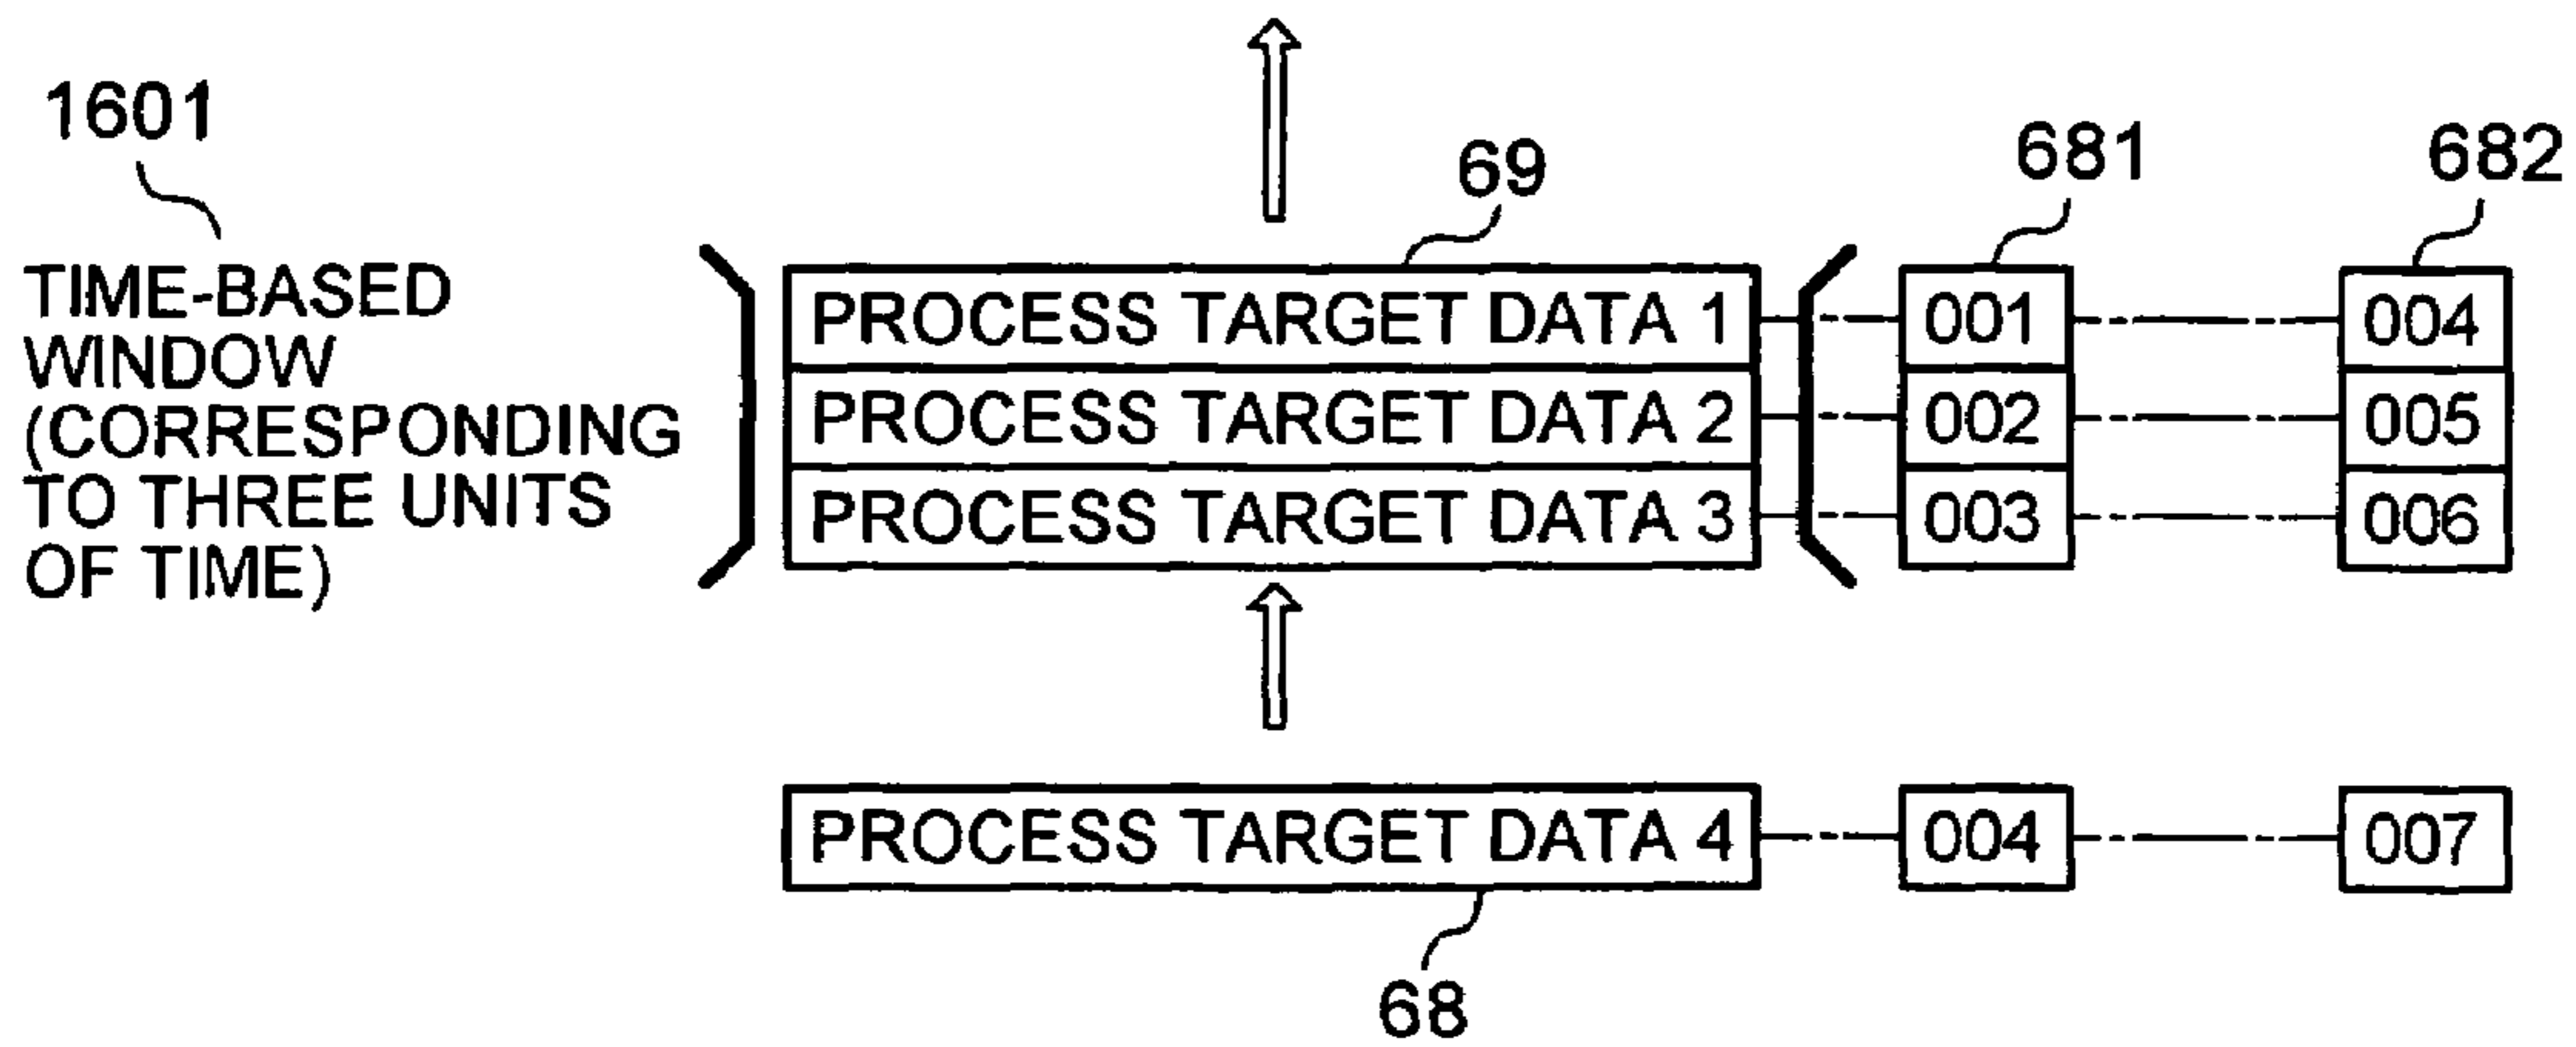 1601
69
681
682
TIME-BASED
WINDOW
(CORRESPONDING
TO THREE UNITS
OF TIME)
PROCESS TARGET DATA 1 001 004
PROCESS TARGET DATA 2 002 005
PROCESS TARGET DATA 3 003 006
PROCESS TARGET DATA 4 004 007
68